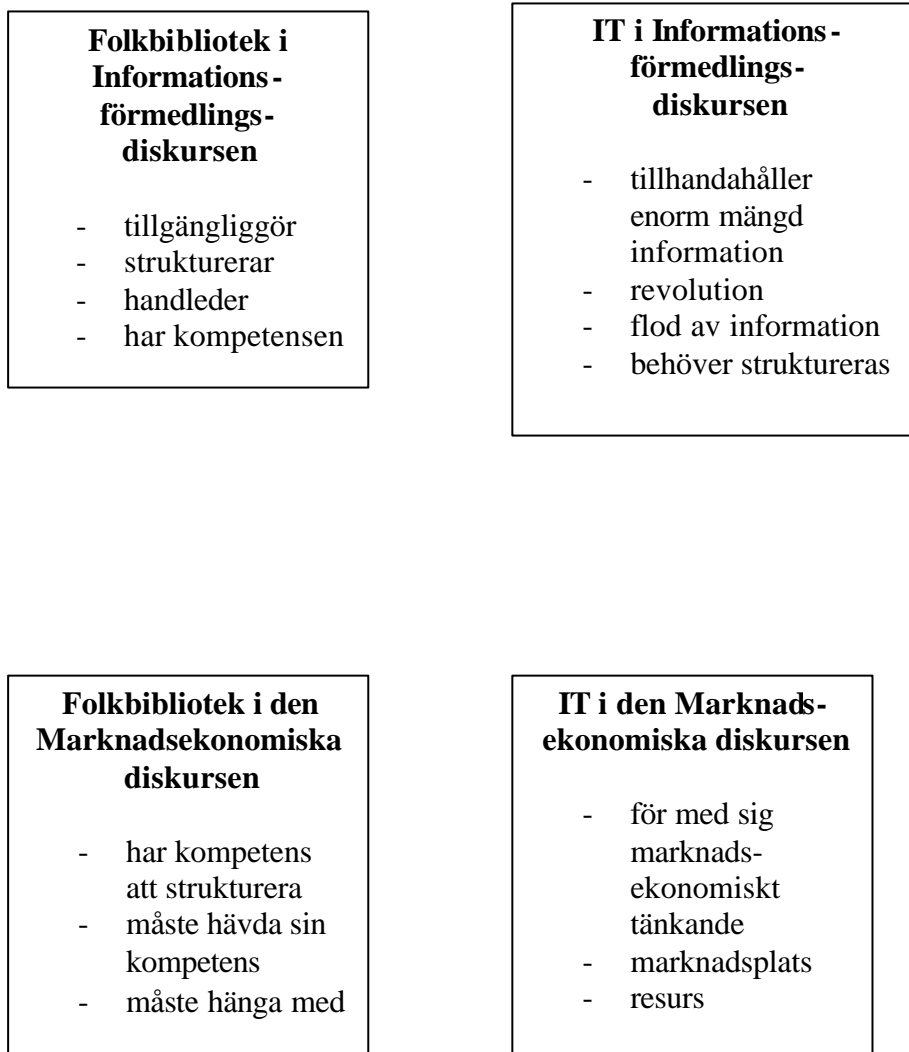 Folkbibliotek i
Informations-
förmedlings-
diskursen
- tillgängliggör
- strukturerar
- handleder
- har kompetensen
IT i Informations-
förmedlings-
diskursen
- tillhandahåller
enorm mängd
information
- revolution
- flod av information
- behöver struktureras
Folkbibliotek i den
Marknadsekonomiska
diskursen
- har kompetens
att strukturera
- måste hävda sin
kompetens
- måste hänga med
IT i den Marknads-
ekonomiska diskursen
- för med sig
marknads-
ekonomiskt
tänkande
- marknadsplats
- resurs